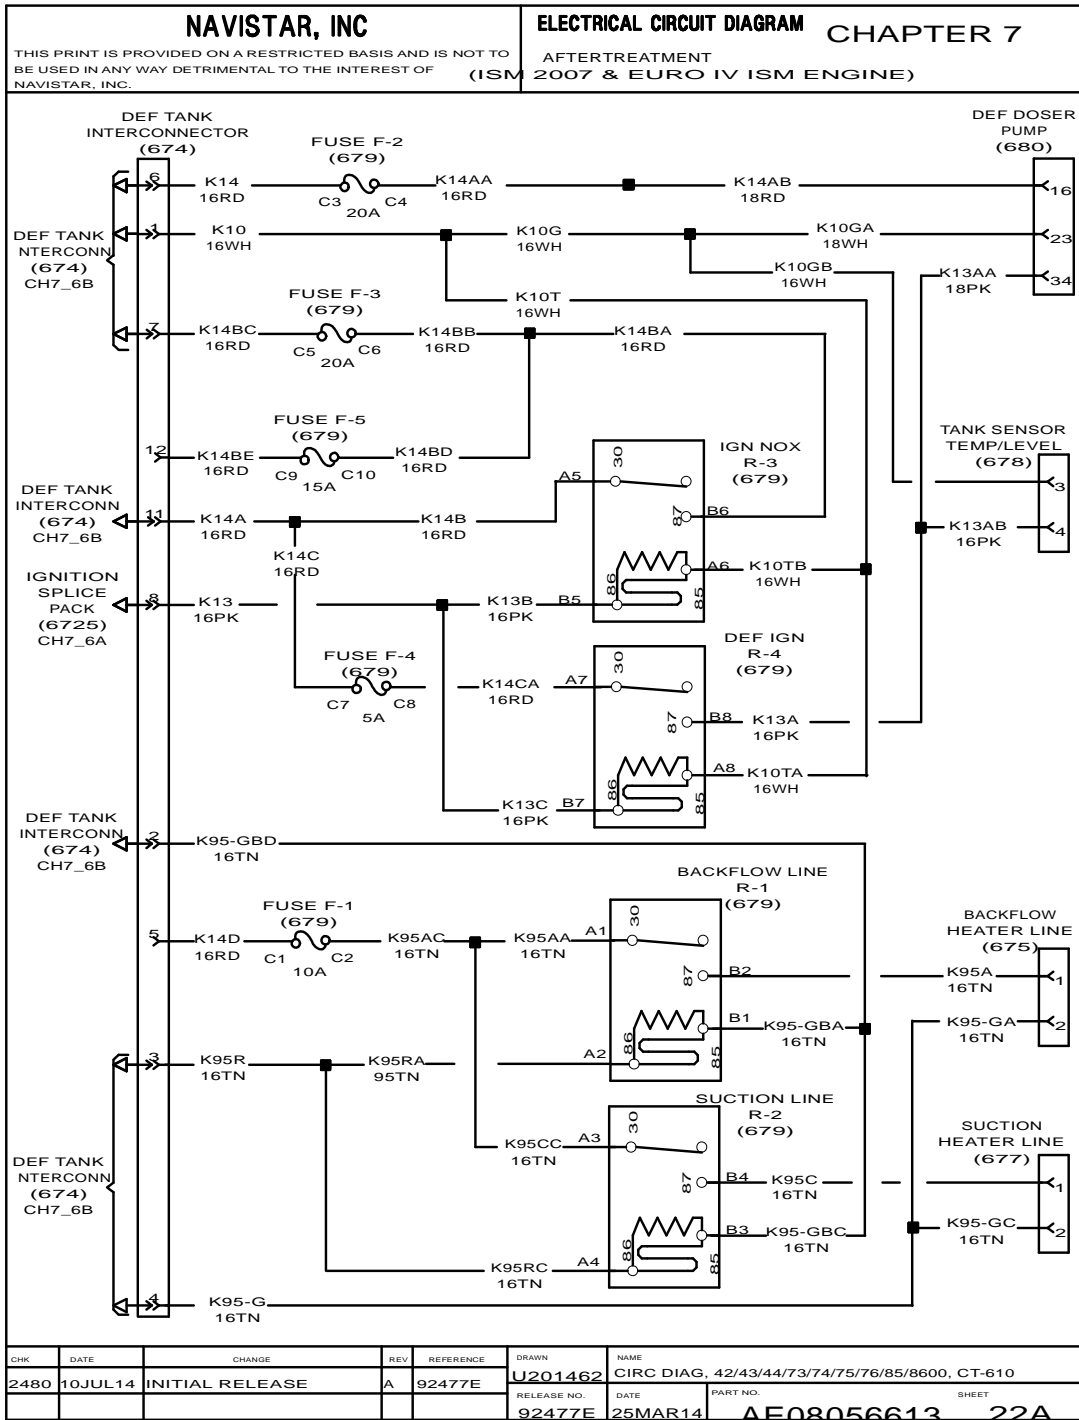 NAVISTAR, INC
THIS PRINT IS PROVIDED ON A RESTRICTED BASIS AND IS NOT TO
BE USED IN ANY WAY DETRIMENTAL TO THE INTEREST OF
NAVISTAR, INC.
ELECTRICAL CIRCUIT DIAGRAM
CHAPTER 7
AFTERTREATMENT
(ISM 2007 & EURO IV ISM ENGINE)
DEF TANK
INTERCONNECTOR
(674)
FUSE F-2
(679)
DEF DOSER
PUMP
(680)
6
K14
16RD
C3
20A
C4
K14AA
16RD
K14AB
18RD
16
DEF TANK
NTERCONN
(674)
CH7_6B
1
K10
16WH
K10G
16WH
K10GA
18WH
23
K10GB
16WH
K13AA
18PK
34
K10T
16WH
FUSE F-3
(679)
7
K14BC
16RD
C5
20A
C6
K14BB
16RD
K14BA
16RD
FUSE F-5
(679)
12
K14BE
16RD
C9
15A
C10
K14BD
16RD
IGN NOX
R-3
(679)
30
A5
87
B6
A6
K10TB
16WH
86
85
TANK SENSOR
TEMP/LEVEL
(678)
3
K13AB
16PK
4
DEF TANK
INTERCONN
(674)
CH7_6B
11
K14A
16RD
K14B
16RD
K14C
16RD
IGNITION
SPLICE
PACK
(6725)
CH7_6A
8
K13
16PK
K13B
16PK
B5
FUSE F-4
(679)
C7
5A
C8
K14CA
16RD
A7
DEF IGN
R-4
(679)
30
87
B8
K13A
16PK
A8
K10TA
16WH
86
85
K13C
16PK
B7
DEF TANK
INTERCONN
(674)
CH7_6B
2
K95-GBD
16TN
BACKFLOW LINE
R-1
(679)
FUSE F-1
(679)
5
K14D
16RD
C1
10A
C2
K95AC
16TN
K95AA
16TN
A1
30
87
B2
B1
K95-GBA
16TN
86
85
BACKFLOW
HEATER LINE
(675)
K95A
16TN
1
K95-GA
16TN
2
3
K95R
16TN
K95RA
95TN
A2
SUCTION LINE
R-2
(679)
K95CC
16TN
A3
30
87
B4
K95C
16TN
B3
K95-GBC
16TN
86
85
SUCTION
HEATER LINE
(677)
1
K95-GC
16TN
2
DEF TANK
NTERCONN
(674)
CH7_6B
K95RC
16TN
A4
4
K95-G
16TN
CHK DATE CHANGE REV REFERENCE
2480 10JUL14 INITIAL RELEASE A 92477E
DRAWN
U201462
NAME
CIRC DIAG, 42/43/44/73/74/75/76/85/8600, CT-610
RELEASE NO.
92477E
DATE
25MAR14
PART NO.
AE08056613
SHEET
22A